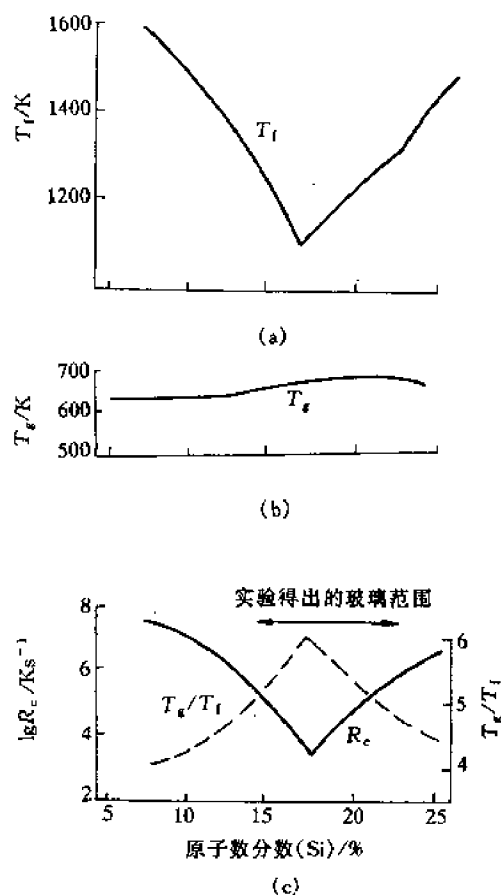 1600
1400
1200
T_f/K
T_f
(a)
700
600
500
T_g/K
T_g
(b)
实验得出的玻璃范围
8
7
4
2
lgR_c/Ks⁻¹
T_g/T_f
R_c
6
5
4
T_g/T_f
5 10 15 20 25
原子数分数(Si)/%
(c)